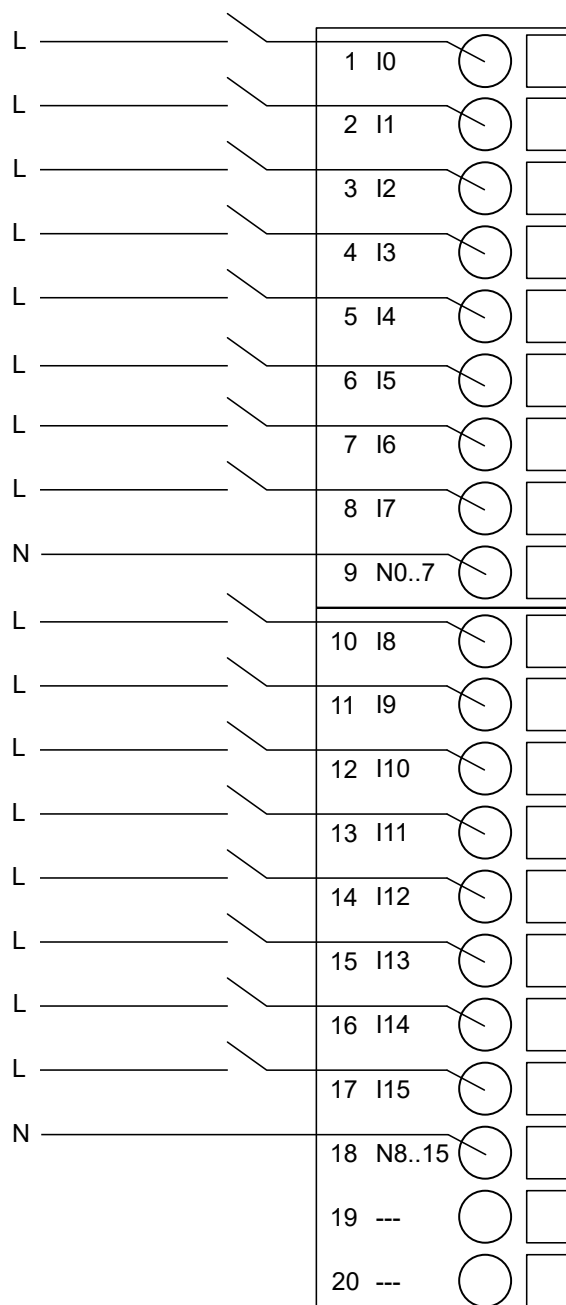 L
1 I0
L
2 I1
L
3 I2
L
4 I3
L
5 I4
L
6 I5
L
7 I6
L
8 I7
N
9 N0..7
L
10 I8
L
11 I9
L
12 I10
L
13 I11
L
14 I12
L
15 I13
L
16 I14
L
17 I15
N
18 N8..15
19 ---
20 ---